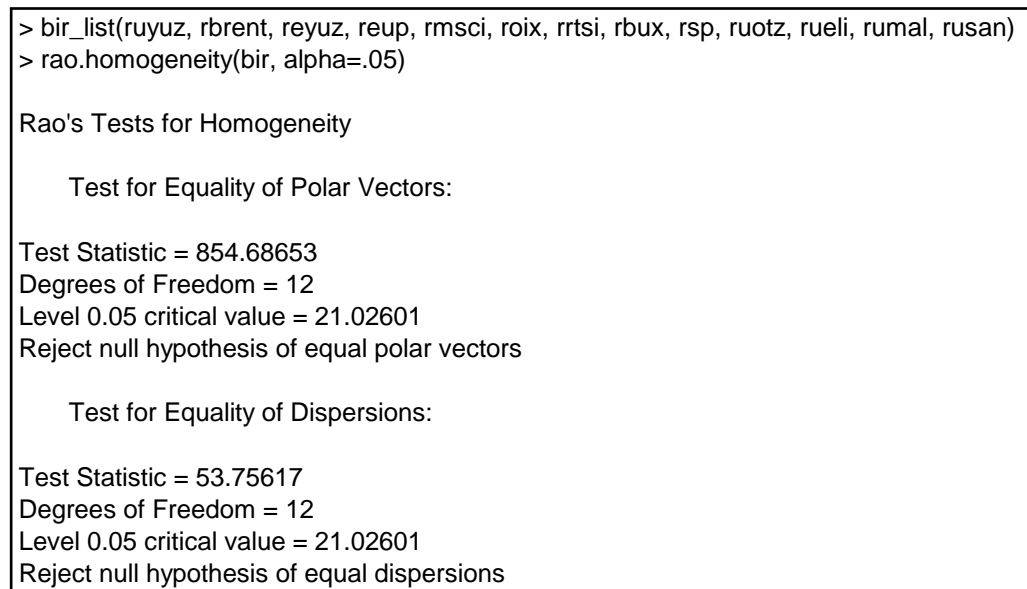 > bir_list(ruyuz, rbrent, reyuz, reup, rmsci, roix, rrtsi, rbux, rsp, ruotz, rueli, rumal, rusan)
> rao.homogeneity(bir, alpha=.05)
Rao's Tests for Homogeneity
Test for Equality of Polar Vectors:
Test Statistic = 854.68653
Degrees of Freedom = 12
Level 0.05 critical value = 21.02601
Reject null hypothesis of equal polar vectors
Test for Equality of Dispersions:
Test Statistic = 53.75617
Degrees of Freedom = 12
Level 0.05 critical value = 21.02601
Reject null hypothesis of equal dispersions